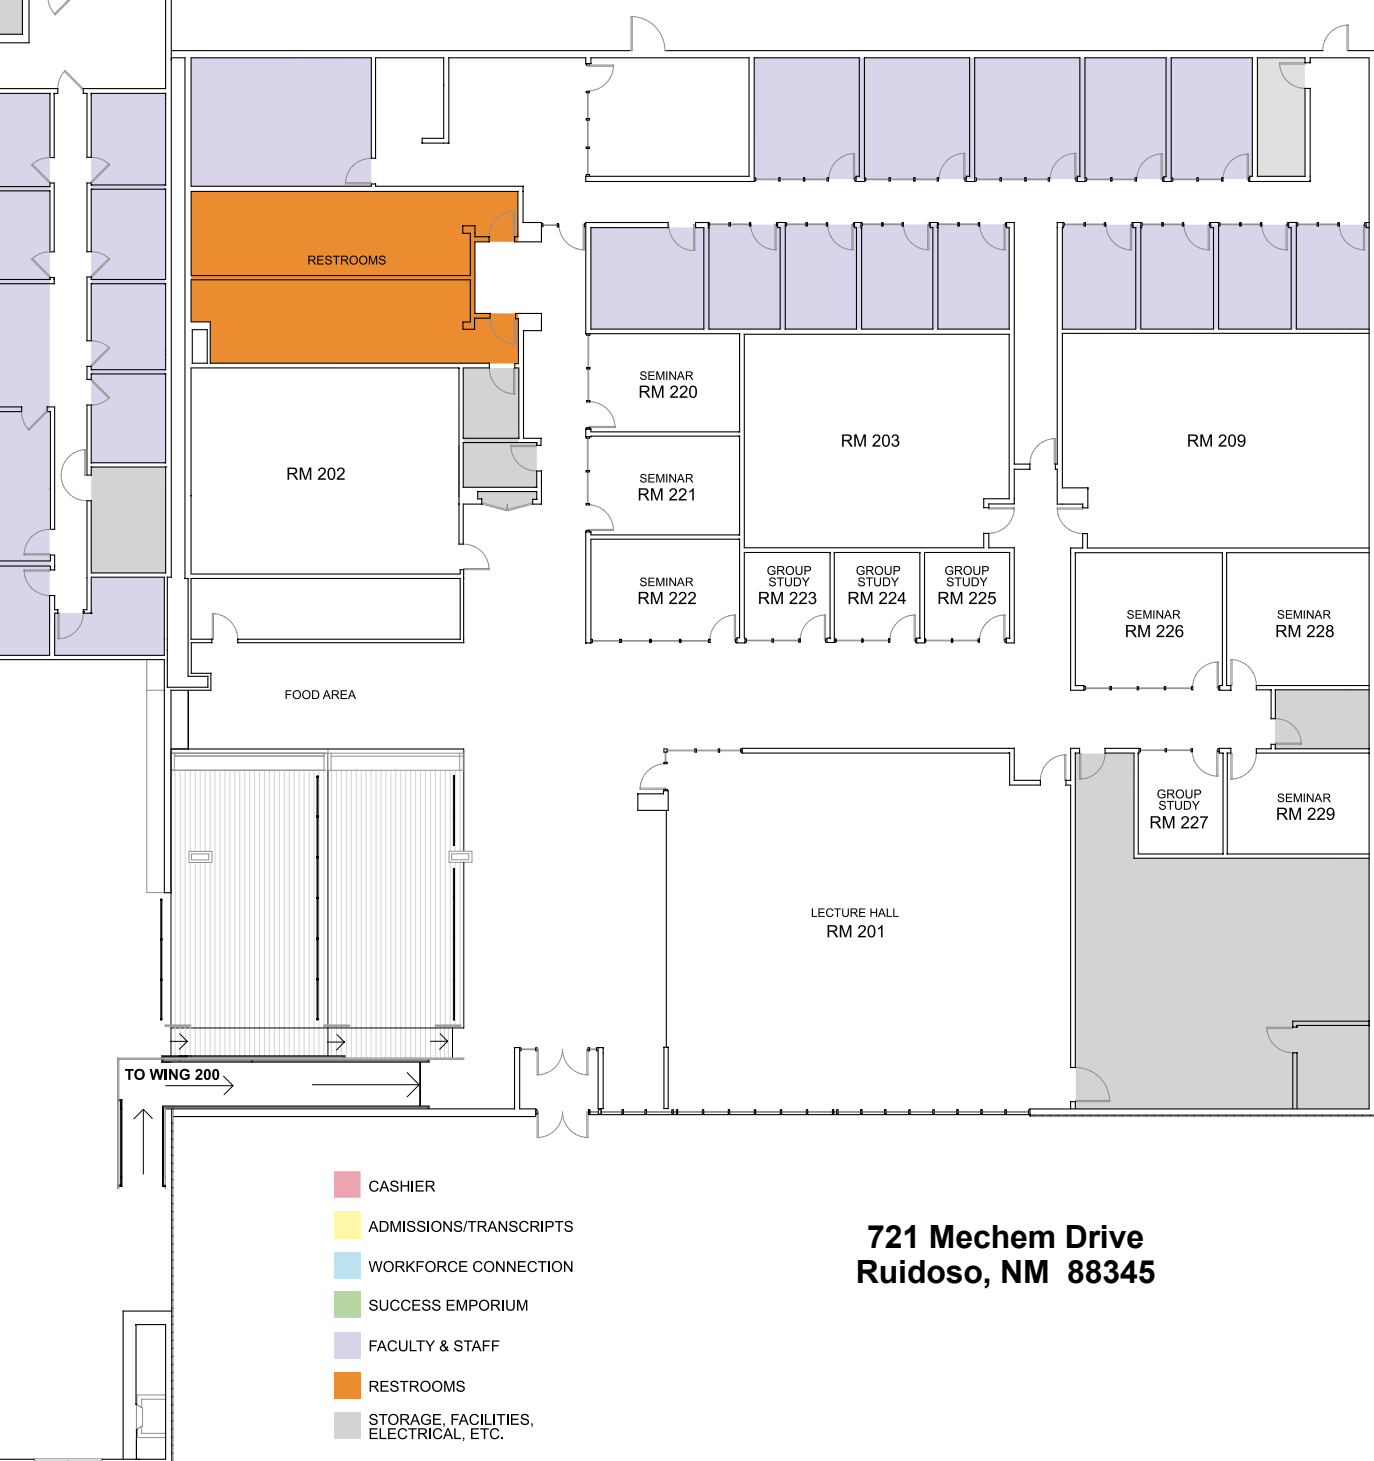 RESTROOMS
SEMINAR
RM 220
RM 203
RM 209
RM 202
SEMINAR
RM 221
SEMINAR
RM 222
GROUP
STUDY
RM 223
GROUP
STUDY
RM 224
GROUP
STUDY
RM 225
SEMINAR
RM 226
SEMINAR
RM 228
FOOD AREA
GROUP
STUDY
RM 227
SEMINAR
RM 229
LECTURE HALL
RM 201
TO WING 200
CASHIER
ADMISSIONS/TRANSCRIPTS
WORKFORCE CONNECTION
SUCCESS EMPORIUM
FACULTY & STAFF
RESTROOMS
STORAGE, FACILITIES,
ELECTRICAL, ETC.
721 Mechem Drive
Ruidoso, NM  88345